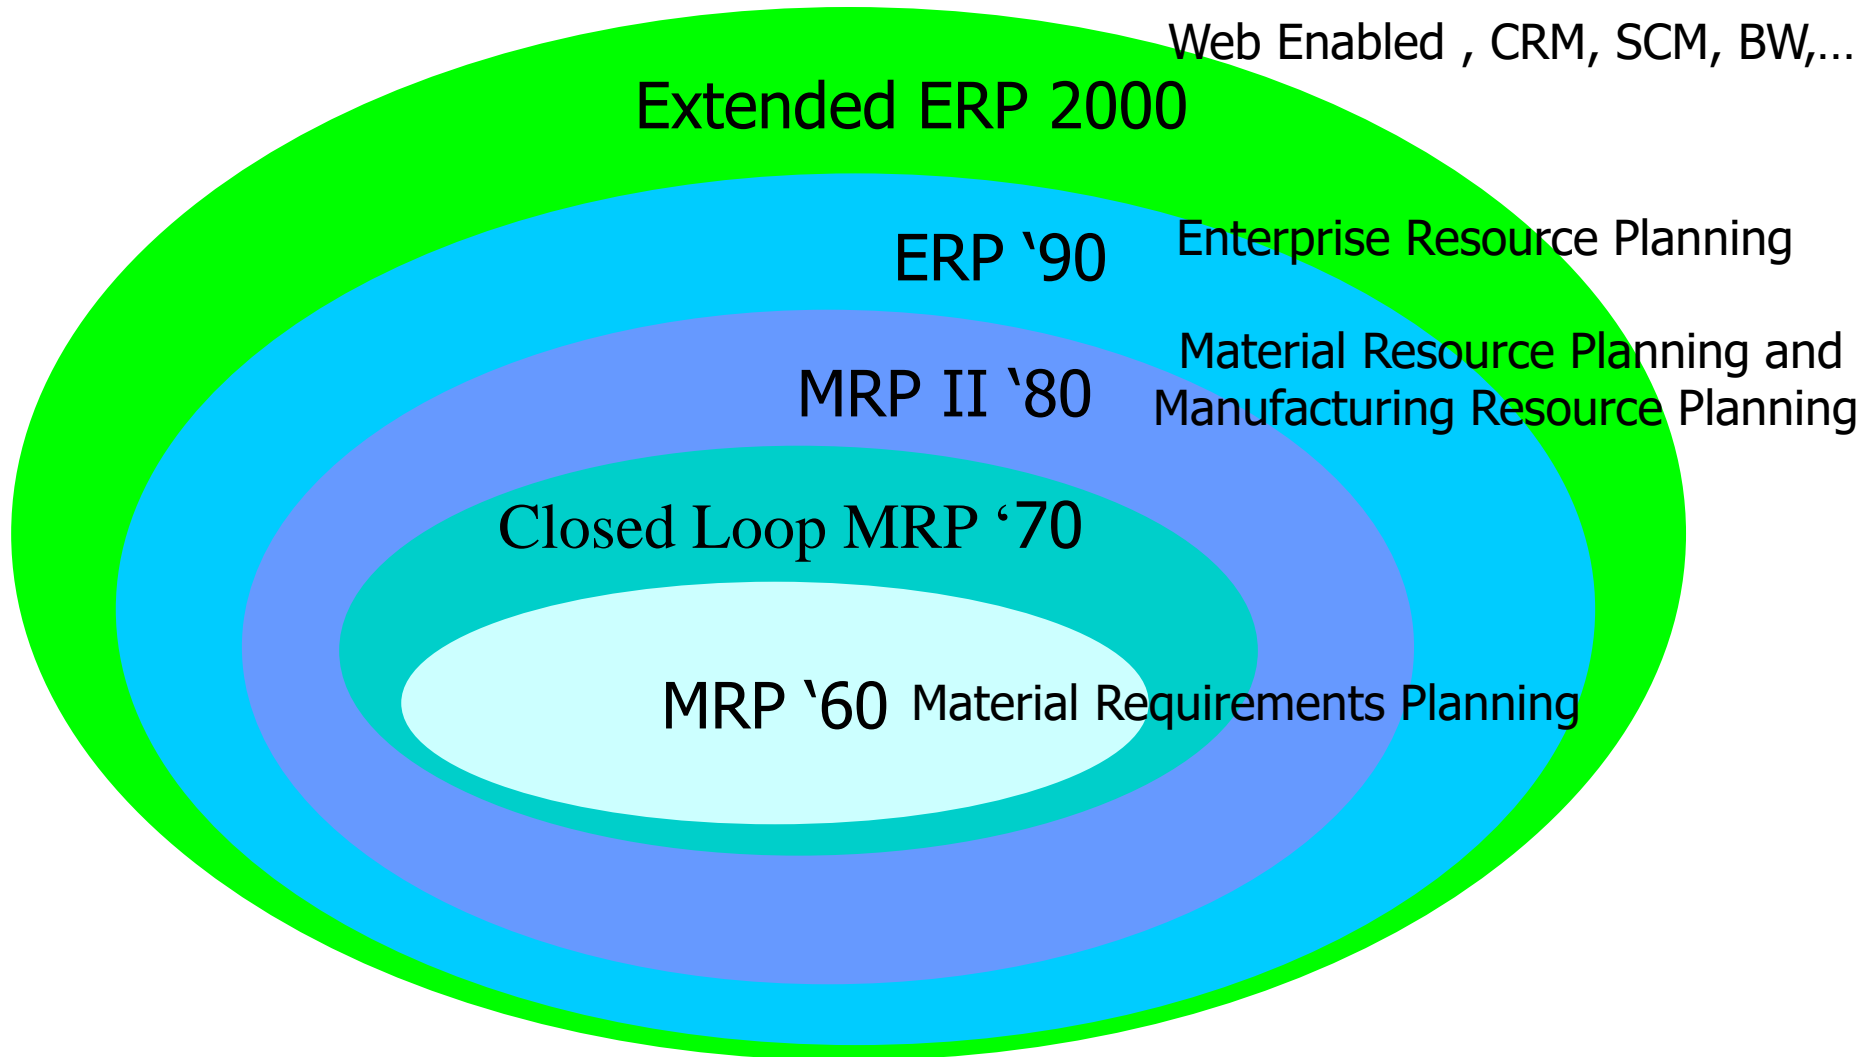 Web Enabled , CRM, SCM, BW,...
Extended ERP 2000
ERP ‘90
Enterprise Resource Planning
MRP II ‘80
Material Resource Planning and
Manufacturing Resource Planning
Closed Loop MRP ‘70
MRP ‘60 Material Requirements Planning